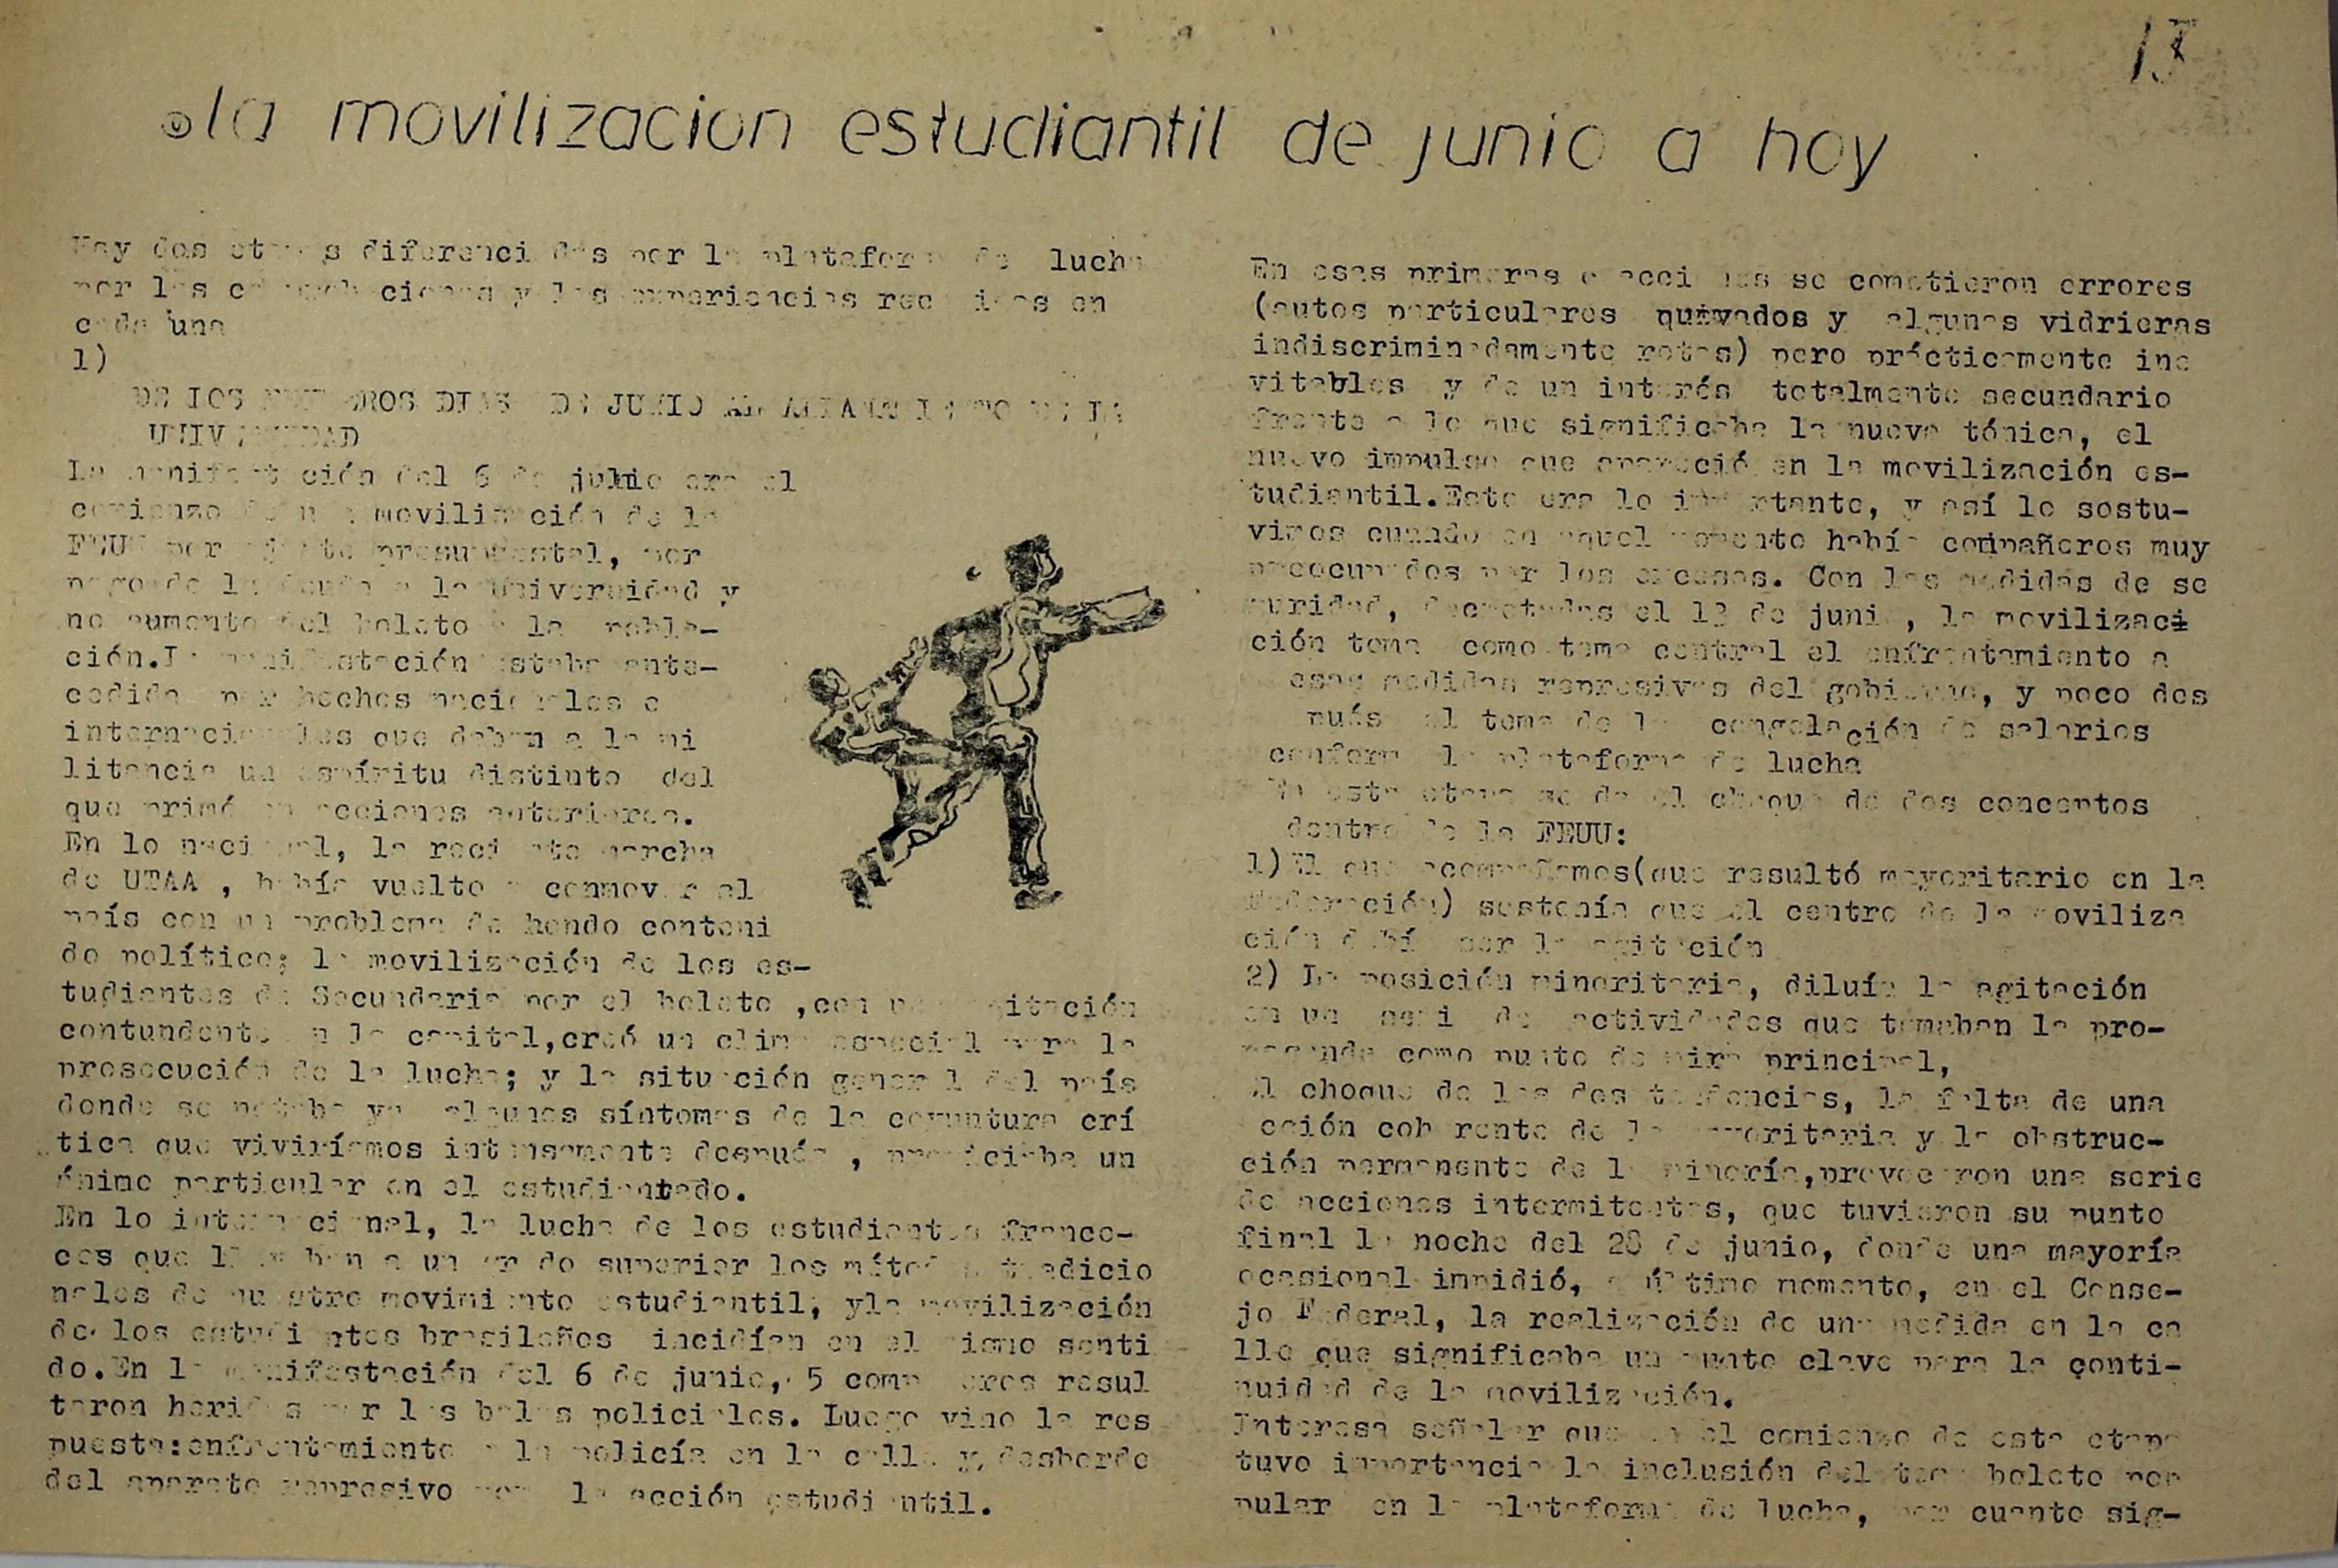 13
la movilizacion estudiantil de junio a hoy
Hay dos etapas diferenciadas por la plataforma de lucha
por las y las experiencias en
cada una
1)
DE LOS PRIMEROS DIAS DE JUNIO AL DE LA
UNIVERSIDAD
La manifestación del 6 de era el
comienzo de una movilización de la
FEUU por presupuestal, por
pago de la deuda a la Universidad y
no aumento del boleto a la pobla-
ción.La manifestación estaba ante-
cedida por hechos nacionales e
internacionales que daban a la mi
litancia un espíritu distinto del
que primó en acciones anteriores.
En lo nacional, la reciente marcha
de UTAA , había vuelto a conmover al
país con un problema de hondo conteni
do político; la movilización de los es-
tudiantes de Secundaria por el boleto ,con una agitación
contundente en la capital,creó un clima especial para la
prosecución de la lucha; y la situación general del país
donde se notaba ya algunos síntomas de la coyuntura crí
tica que viviríamos intensamente después , propiciaba un
ánimo particular en el estudiantado.
En lo internacional, la lucha de los estudiantes france-
ces que llevaban a un grado superior los métodos tradicio
nales de nuestro movimiento estudiantil, yla movilización
de los estudiantes brasileños incidían en el mismo senti
do.En la manifestación del 6 de junio, 5 compañeros resul
taron heridos por las balas policiales. Luego vino la res
puesta:enfrentamiento a la policía en la calle y, desborde
del aparato represivo por la acción estudiantil.
En esas primeras se cometieron errores
(autos particulares y algunas vidrieras
indiscriminadamente rotas) pero prácticamente ine
vitables y de un interés totalmente secundario
frente a lo que significaba la nueva tónica, el
nuevo impulso que apareció en la movilización es-
tudiantil.Esto era lo importante, y así lo sostu-
vimos cuando en aquel momento había compañeros muy
preocupados por los excesos. Con las medidas de se
guridad, decretadas el 13 de junio, la movilizaci
ción toma como tema central el enfrentamiento a
esas medidas represivas del gobierno, y poco des
pués el tema de la congelación de salarios
conforma la plataforma de lucha
En esta etapa se da el choque de dos conceptos
dentro de la FEUU:
1)El que acompañamos(que resultó mayoritario en la
Federación) sostenía que el centro de la moviliza
ción debía ser la agitación
2) La posición minoritaria, diluía la agitación
en una serie de actividades que tomaban la pro-
paganda como punto de mira principal,
El choque de las dos tendencias, la falta de una
acción coherente de la mayoritaria y la obstruc-
ción permanente de la minoría,provocaron una serie
de acciones intermitentes, que tuvieron su punto
final la noche del 28 de junio, donde una mayoría
ocasional impidió, a último momento, en el Conse-
jo Federal, la realización de una medida en la ca
lle que significaba un punto clave para la conti-
nuidad de la movilización.
Interesa señalar que en el comienzo de esta etapa
tuvo importancia la inclusión del tema boleto po
pular en la plataforma de lucha, por cuanto sig-